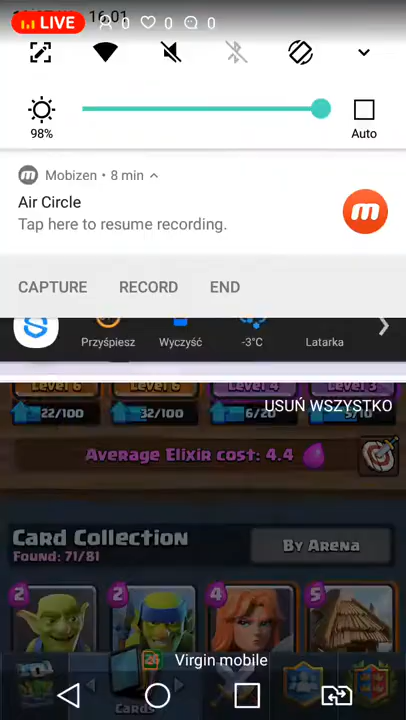 LIVE 0 0 0
16:01
98%
Auto
Mobizen • 8 min
Air Circle
Tap here to resume recording.
CAPTURE RECORD END
Przyśpiesz Wyczyść -3°C Latarka
Level 6 Level 6 Level 4 Level 3
22/100 32/100 6/20
USUŃ WSZYSTKO
Average Elixir cost: 4.4
Card Collection
Found: 71/81
By Arena
2 2 4 5
Virgin mobile
Cards